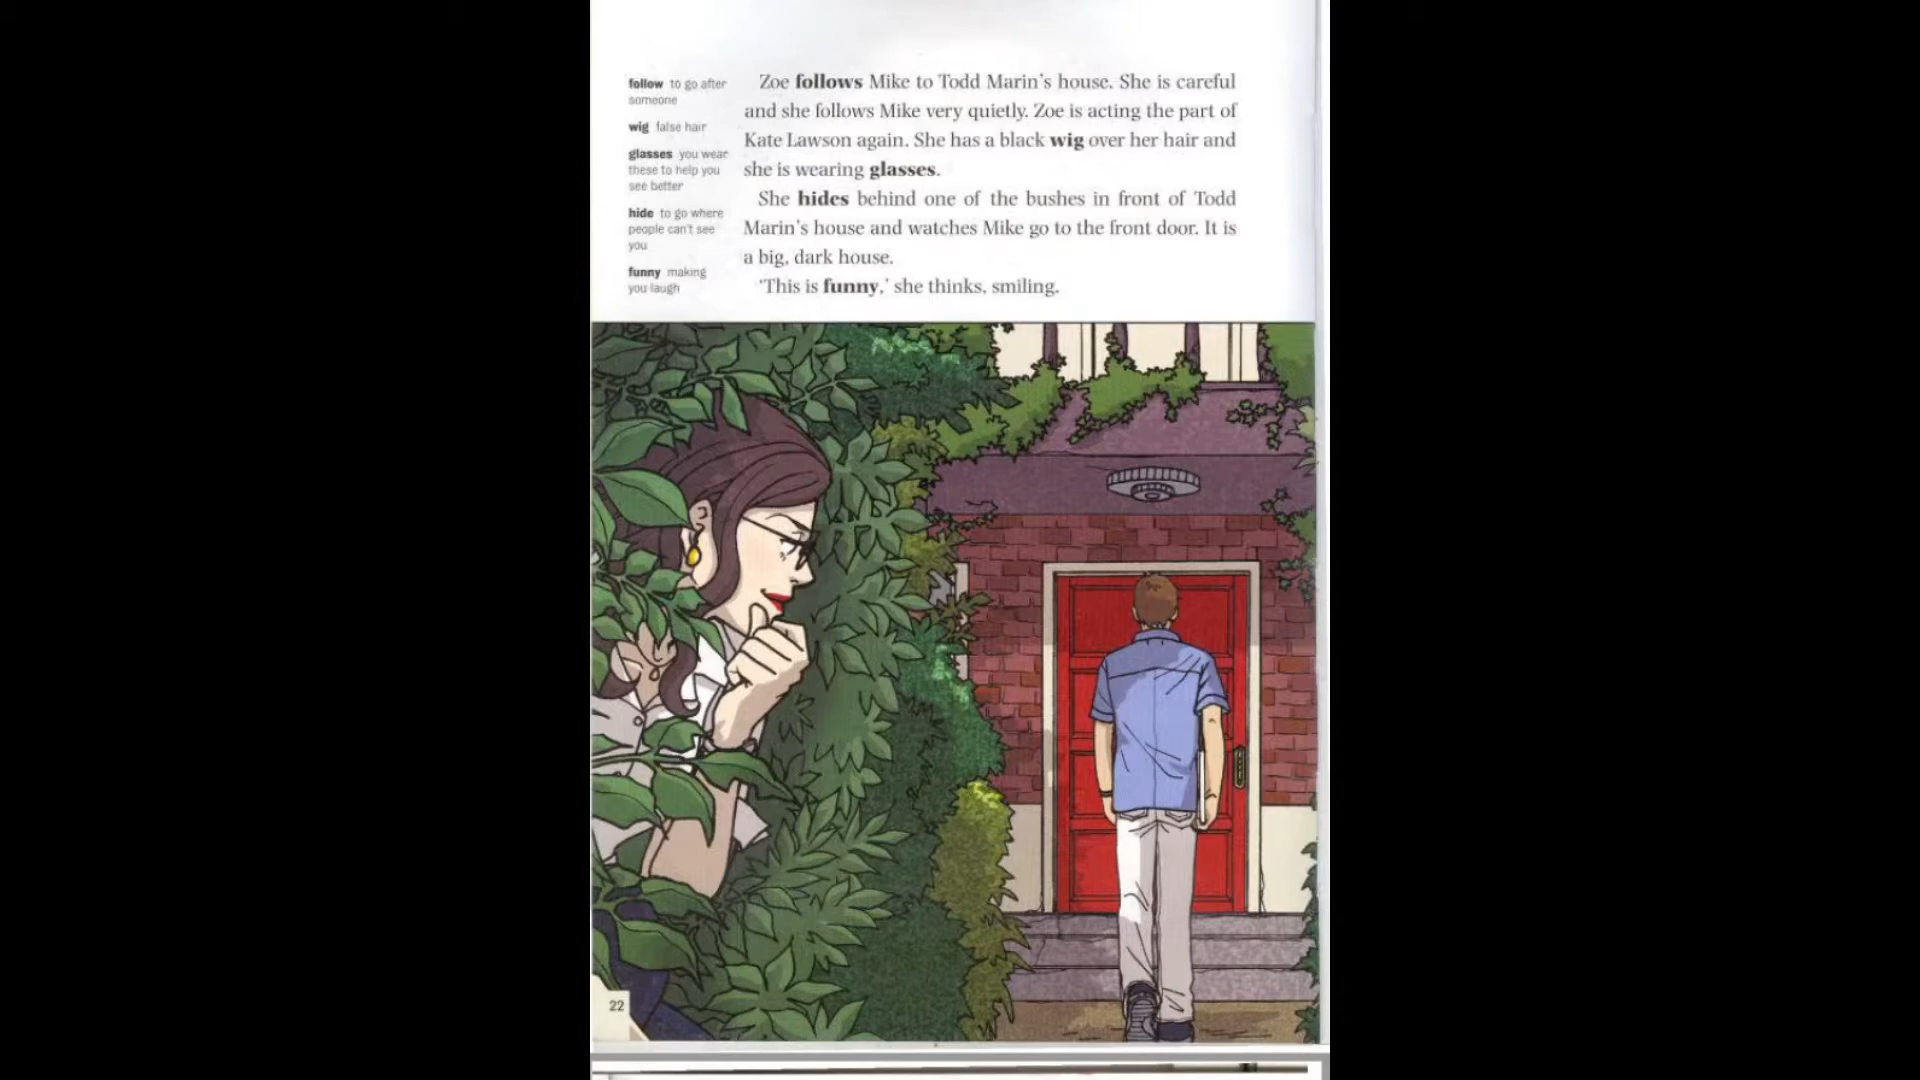 follow to go after
someone
wig false hair
glasses you wear
these to help you
see better
hide to go where
people can't see
you
funny making
you laugh
Zoe follows Mike to Todd Marin's house. She is careful
and she follows Mike very quietly. Zoe is acting the part of
Kate Lawson again. She has a black wig over her hair and
she is wearing glasses.
She hides behind one of the bushes in front of Todd
Marin's house and watches Mike go to the front door. It is
a big, dark house.
'This is funny,' she thinks, smiling.
22